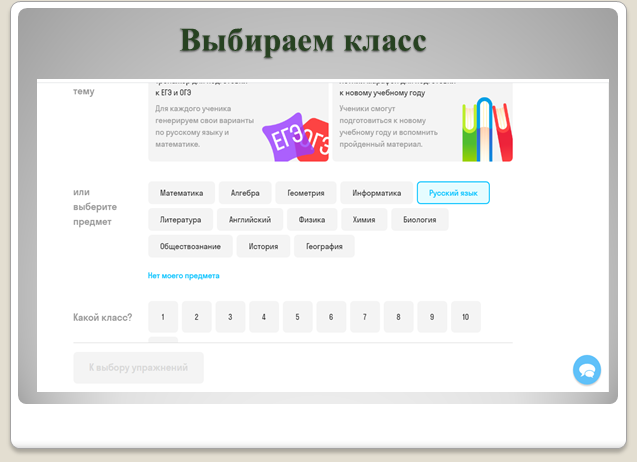 Выбираем класс
тему
к ЕГЭ и ОГЭ
Для каждого ученика
генерируем свои варианты
по русскому языку и
математике.
ЕГЭ
ОГЭ
к новому учебному году
Ученики смогут
подготовиться к новому
учебному году и вспомнить
пройденный материал.
или
выберите
предмет
Математика
Алгебра
Геометрия
Информатика
Русский язык
Литература
Английский
Физика
Химия
Биология
Обществознание
История
География
Нет моего предмета
Какой класс?
1
2
3
4
5
6
7
8
9
10
К выбору упражнений